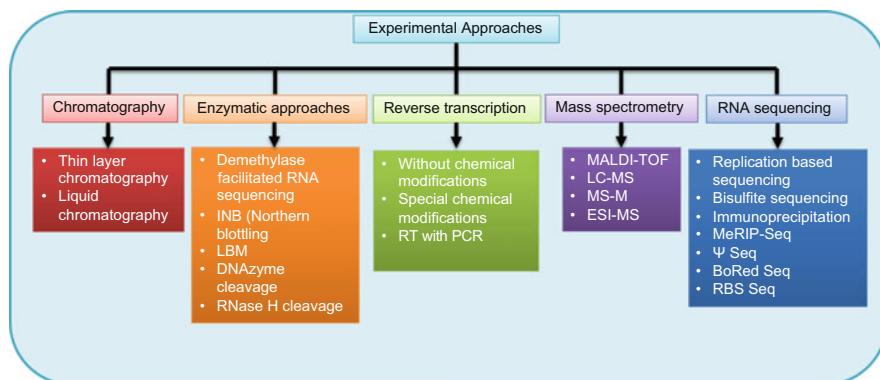 Experimental Approaches
Chromatography
• Thin layer
chromatography
• Liquid
chromatography
Enzymatic approaches
• Demethylase
facilitated RNA
sequencing
• INB (Northern
blottling
• LBM
• DNAzyme
cleavage
• RNase H cleavage
Reverse transcription
• Without chemical
modifications
• Special chemical
modifications
• RT with PCR
Mass spectrometry
• MALDI-TOF
• LC-MS
• MS-M
• ESI-MS
RNA sequencing
• Replication based
sequencing
• Bisulfite sequencing
• Immunoprecipitation
• MeRIP-Seq
• Ψ Seq
• BoRed Seq
• RBS Seq